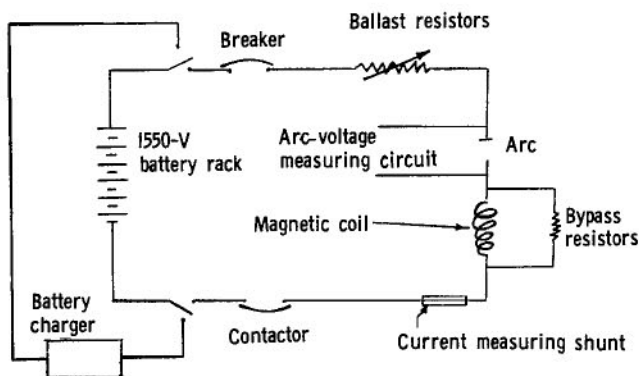 Breaker
Ballast resistors
1550-V
battery rack
Arc-voltage
measuring circuit
Arc
Magnetic coil
Bypass
resistors
Battery
charger
Contactor
Current measuring shunt